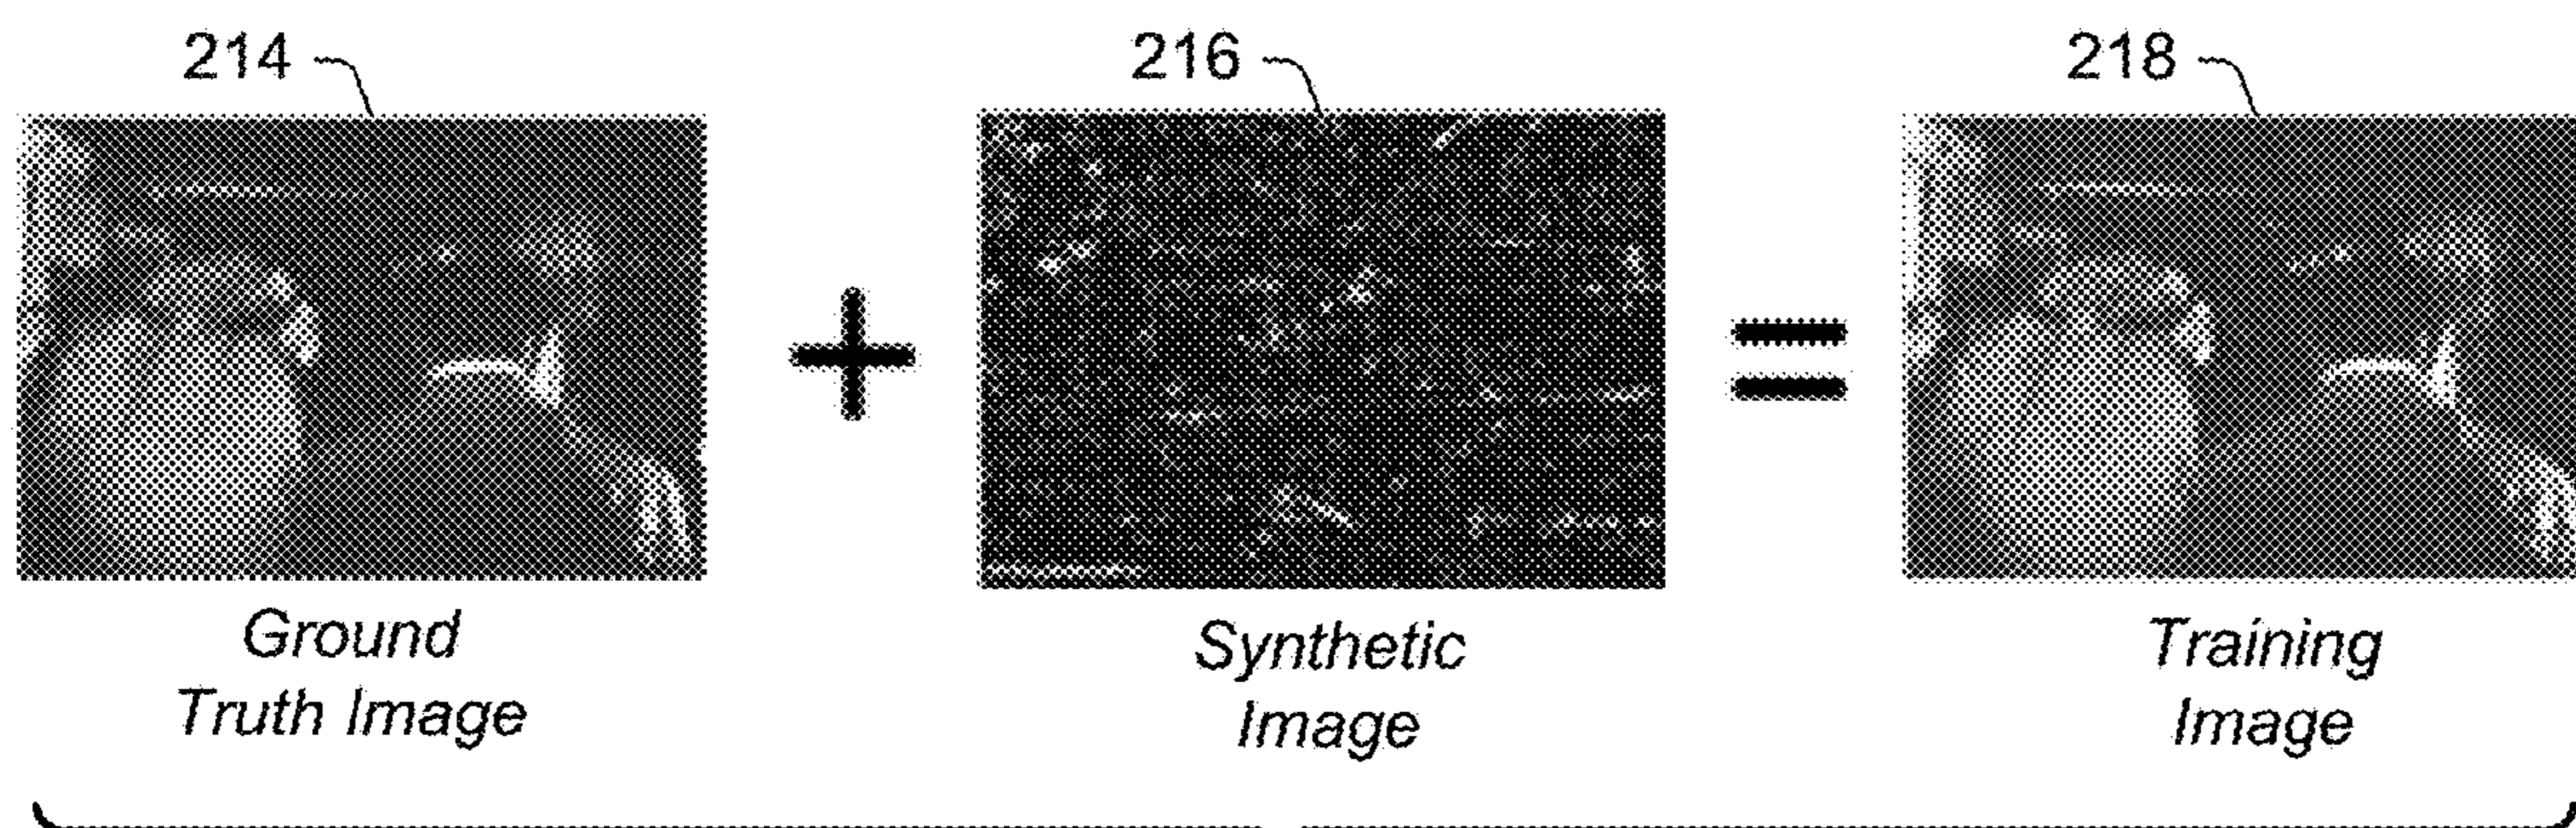 214
216
218
+
=
Ground
Truth Image
Synthetic
Image
Training
Image